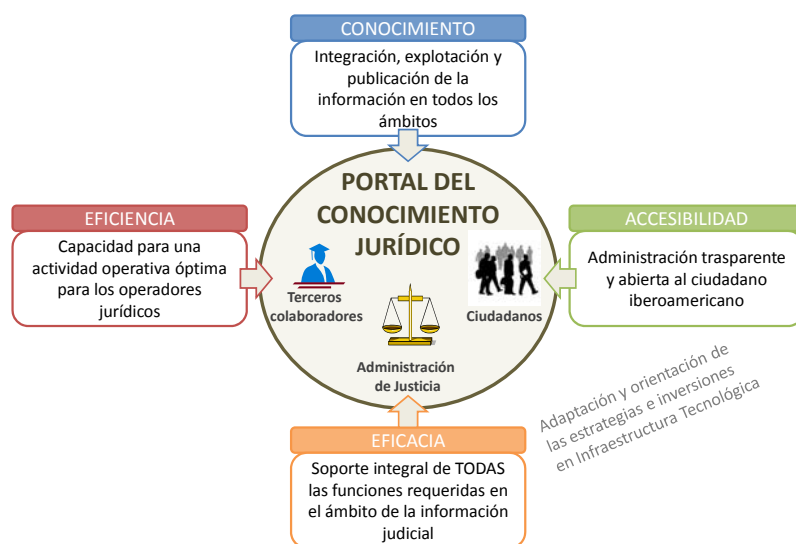 CONOCIMIENTO
Integración, explotación y
publicación de la
información en todos los
ámbitos
PORTAL DEL
CONOCIMIENTO
JURÍDICO
EFICIENCIA
Capacidad para una
actividad operativa óptima
para los operadores
jurídicos
Terceros
colaboradores
Ciudadanos
Administración
de Justicia
ACCESIBILIDAD
Administración trasparente
y abierta al ciudadano
iberoamericano
Adaptación y orientación de
las estrategias e inversiones
en Infraestructura Tecnológica
EFICACIA
Soporte integral de TODAS
las funciones requeridas en
el ámbito de la información
judicial